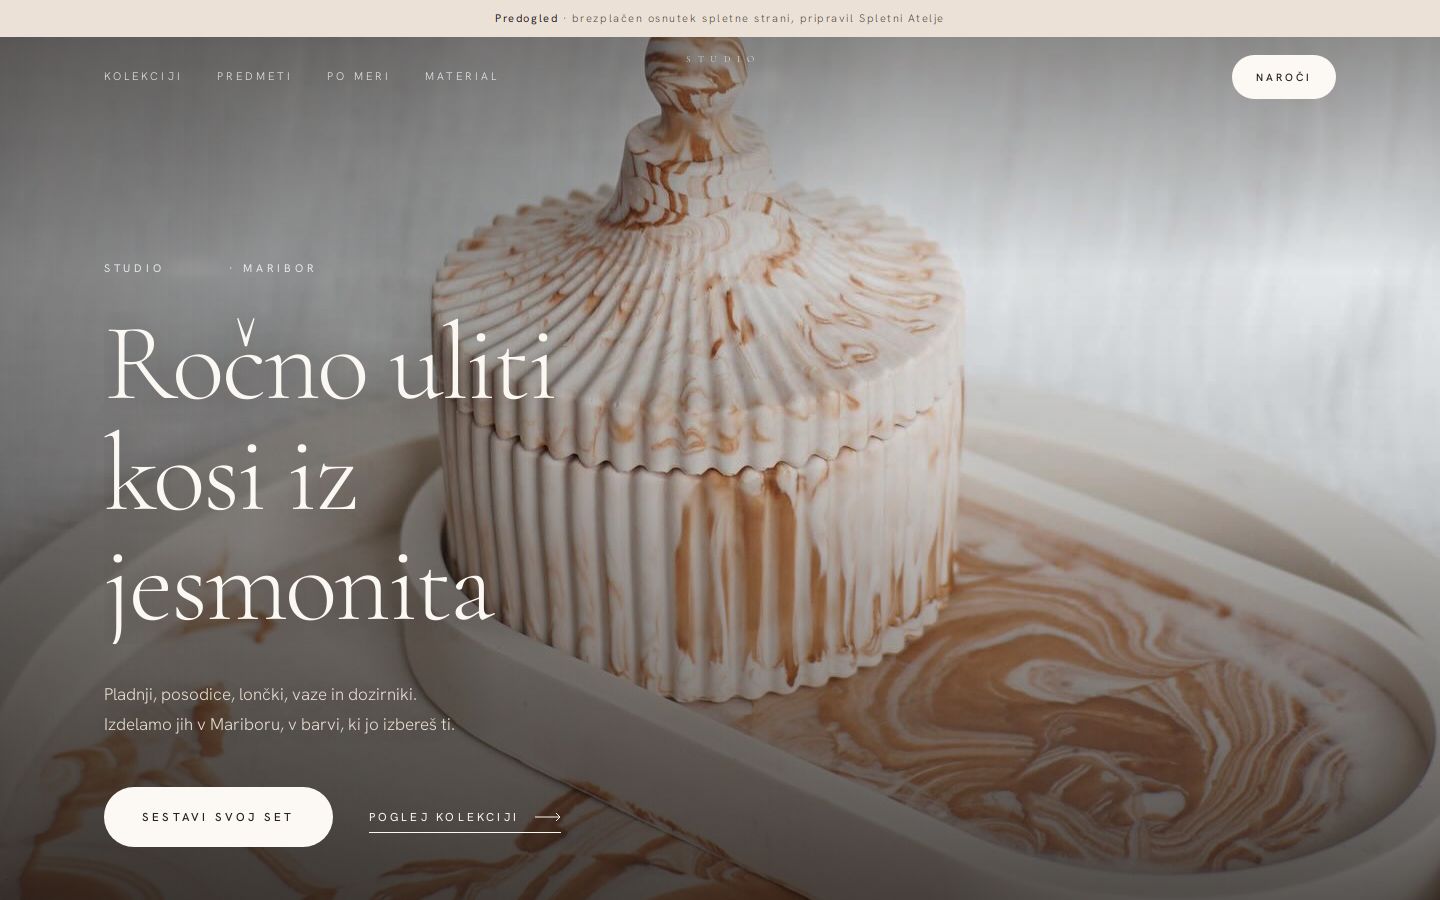 Predogled · brezplačen osnutek spletne strani, pripravil Spletni Atelje
KOLEKCIJI PREDMETI PO MERI MATERIAL
STUDIO
NAROČI
STUDIO · MARIBOR
Ročno uliti
kosi iz
jesmonita
Pladnji, posodice, lončki, vaze in dozirniki.
Izdelamo jih v Mariboru, v barvi, ki jo izbereš ti.
SESTAVI SVOJ SET
POGLEJ KOLEKCIJI